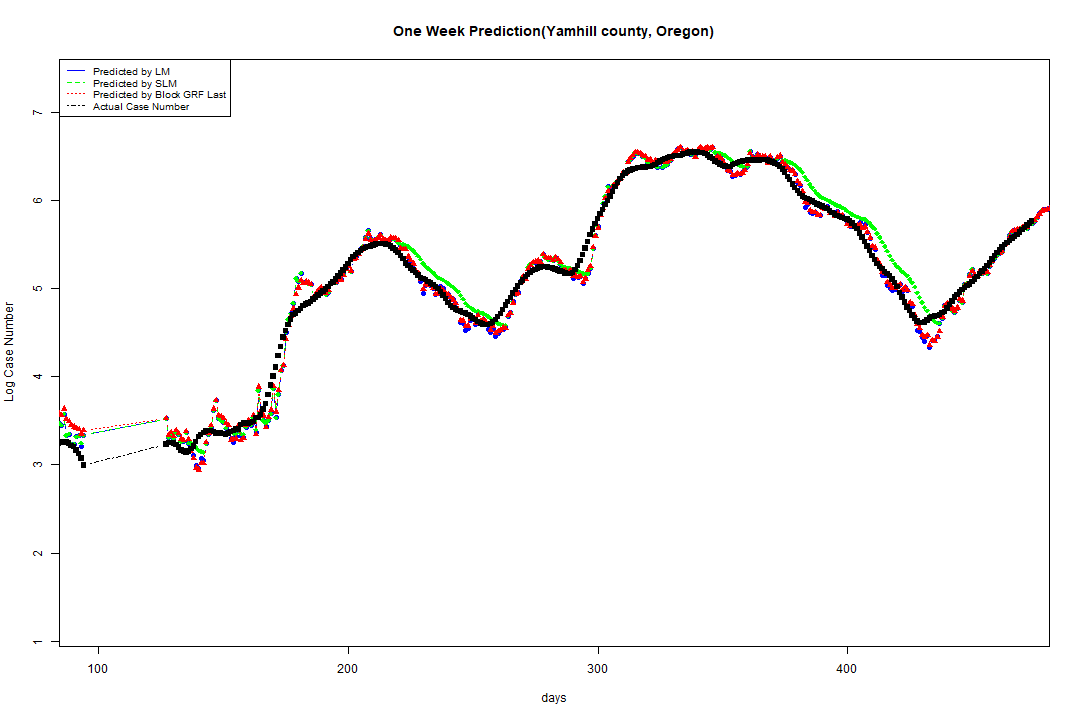 One Week Prediction(Yamhill county, Oregon)
Predicted by LM
Predicted by SLM
Predicted by Block GRF Last
Actual Case Number
7
6
5
4
3
2
1
Log Case Number
100
200
300
400
days